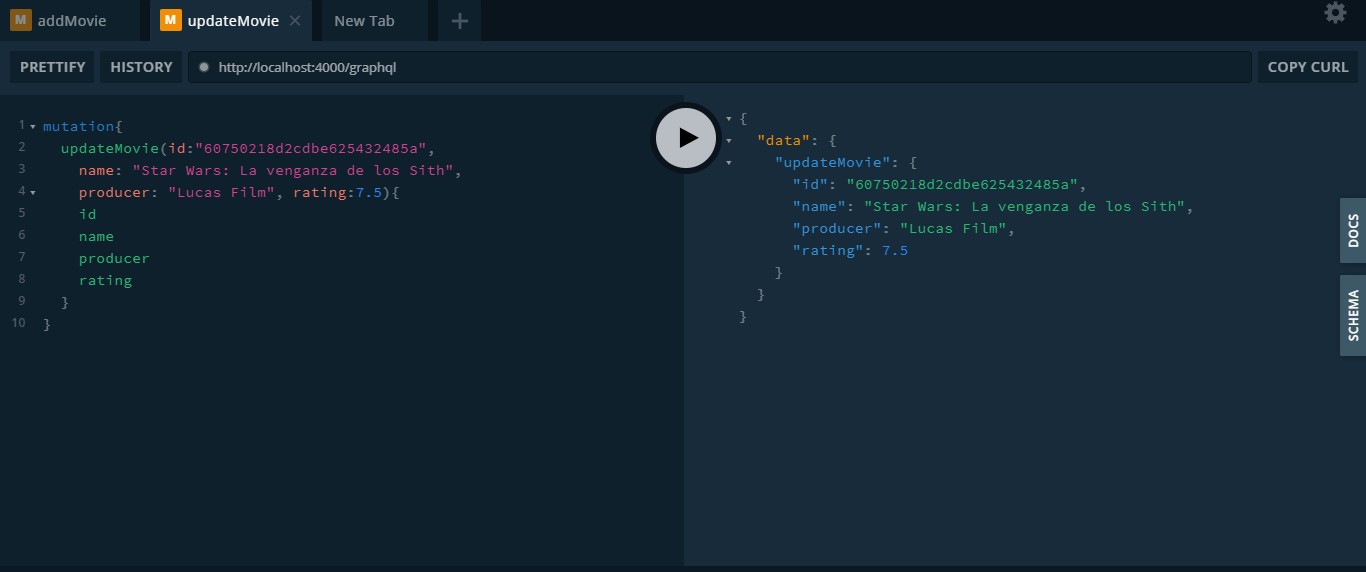 M addMovie
M updateMovie ×
New Tab
+
PRETTIFY
HISTORY
http://localhost:4000/graphql
COPY CURL
1 mutation{
2 updateMovie(id:"60750218d2cdbe625432485a",
3 name: "Star Wars: La venganza de los Sith",
4 producer: "Lucas Film", rating:7.5){
5 id
6 name
7 producer
8 rating
9 }
10 }
{
"data": {
"updateMovie": {
"id": "60750218d2cdbe625432485a",
"name": "Star Wars: La venganza de los Sith",
"producer": "Lucas Film",
"rating": 7.5
}
}
}
DOCS
SCHEMA